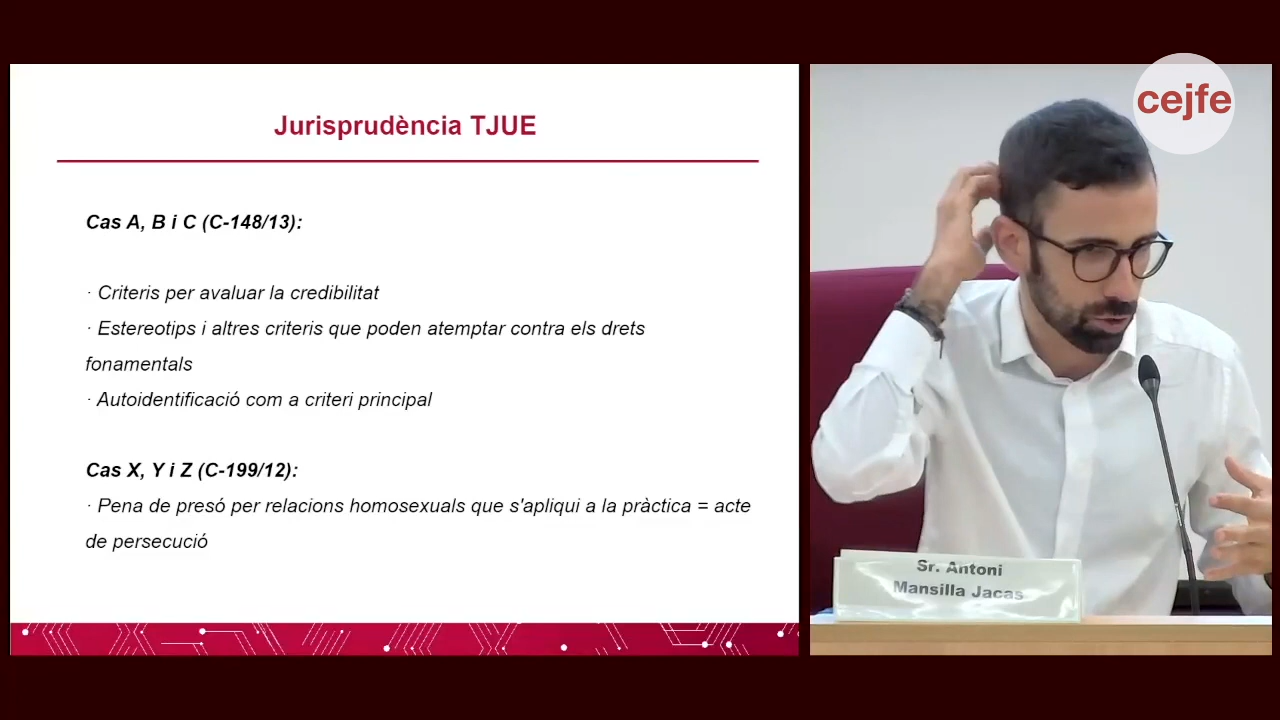 cejfe
Jurisprudència TJUE
Cas A, B i C (C-148/13):
· Criteris per avaluar la credibilitat
· Estereotips i altres criteris que poden atemptar contra els drets
fonamentals
· Autoidentificació com a criteri principal
Cas X, Y i Z (C-199/12):
· Pena de presó per relacions homosexuals que s'apliqui a la pràctica = acte
de persecució
Sr. Antoni
Mansilla Jacas